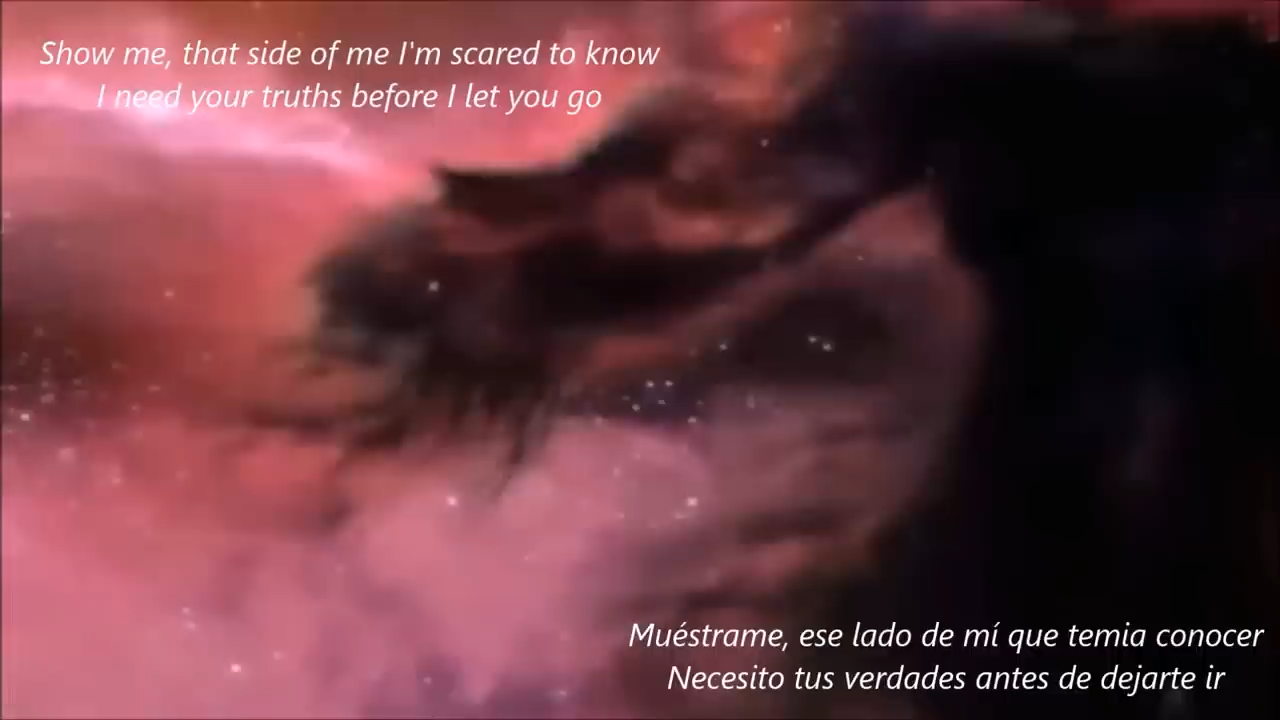 Show me, that side of me I'm scared to know
I need your truths before I let you go
Muéstrame, ese lado de mí que temia conocer
Necesito tus verdades antes de dejarte ir